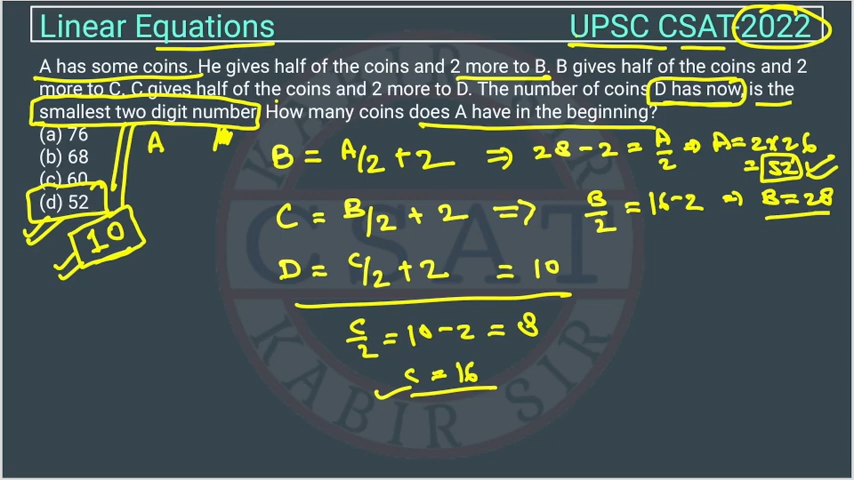 Linear Equations
UPSC CSAT-2022
A has some coins. He gives half of the coins and 2 more to B. B gives half of the coins and 2
more to C. C gives half of the coins and 2 more to D. The number of coins D has now, is the
smallest two digit number. How many coins does A have in the beginning?
(a) 76
(b) 68
(c) 60
(d) 52
A
10
B = A/2 + 2 ⇒ 28 - 2 = A/2 ⇒ A = 2×26
= 52
C = B/2 + 2 ⇒ B/2 = 16-2 ⇒ B = 28
D = C/2 + 2 = 10
C/2 = 10 - 2 = 8
C = 16
CSAT
KABIR SIR